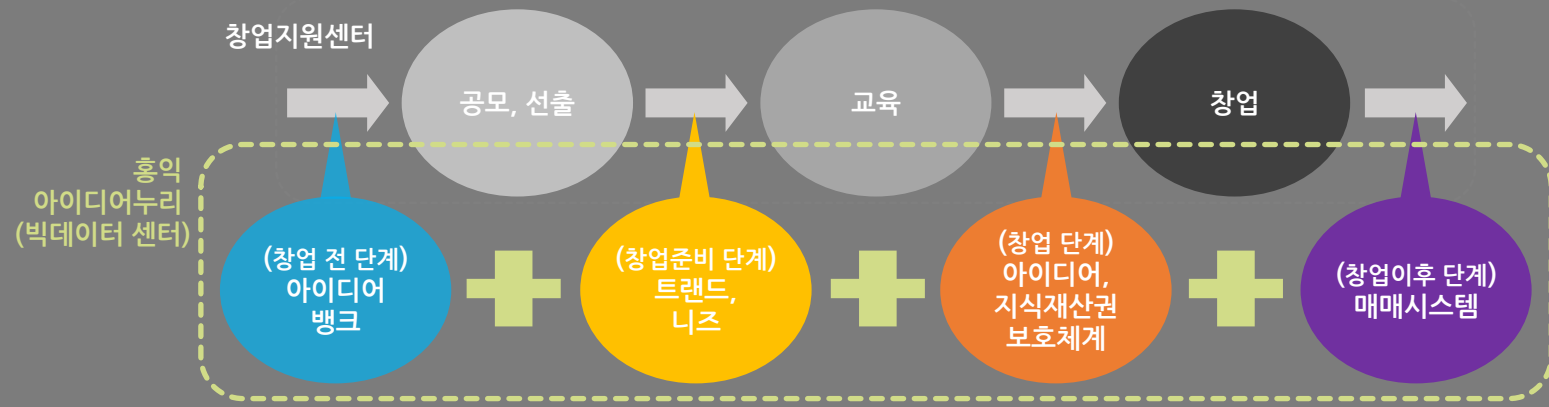 창업지원센터
공모, 선출
교육
창업
홍익
아이디어누리
(빅데이터 센터)
(창업 전 단계)
아이디어
뱅크
(창업준비 단계)
트랜드,
니즈
(창업 단계)
아이디어,
지식재산권
보호체계
(창업이후 단계)
매매시스템